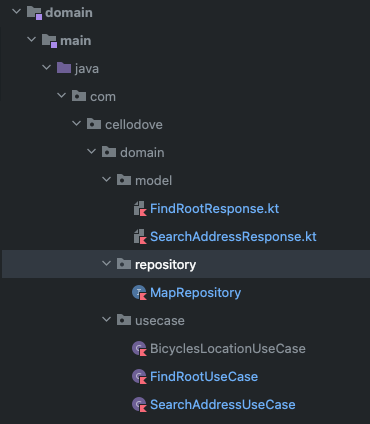 domain
main
java
com
cellodove
domain
model
FindRootResponse.kt
SearchAddressResponse.kt
repository
MapRepository
usecase
BicyclesLocationUseCase
FindRootUseCase
SearchAddressUseCase